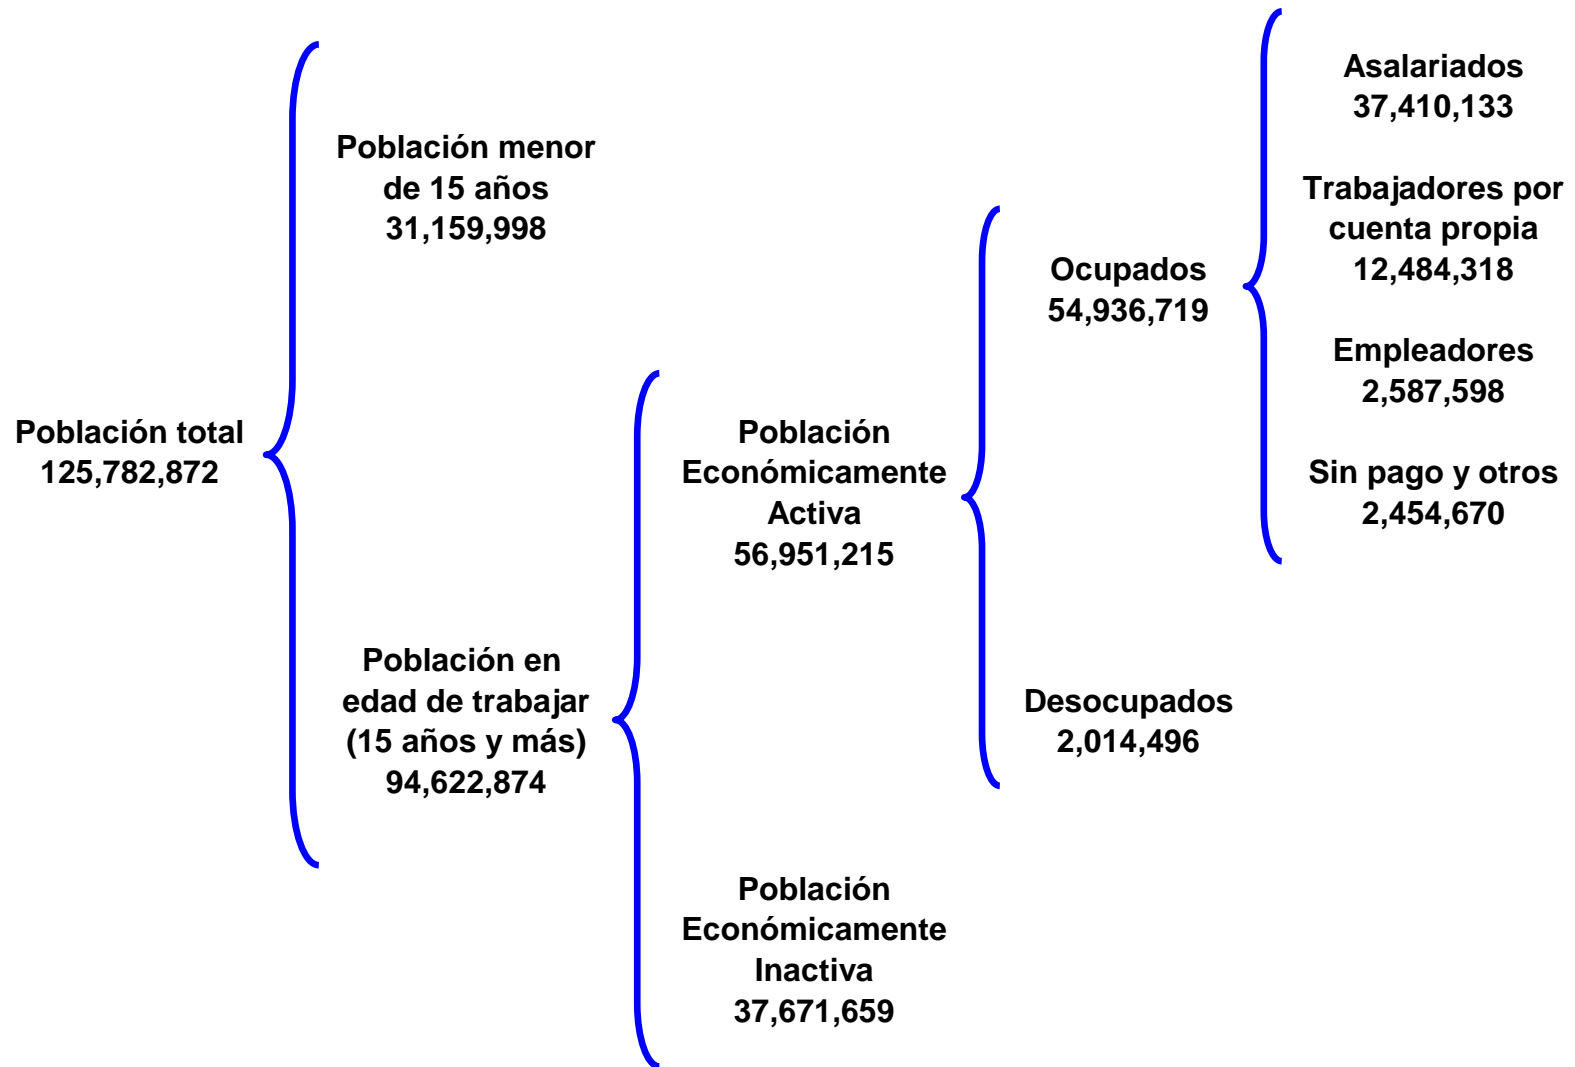 Población total
125,782,872
Población menor
de 15 años
31,159,998
Población en
edad de trabajar
(15 años y más)
94,622,874
Población
Económicamente
Activa
56,951,215
Población
Económicamente
Inactiva
37,671,659
Ocupados
54,936,719
Desocupados
2,014,496
Asalariados
37,410,133
Trabajadores por
cuenta propia
12,484,318
Empleadores
2,587,598
Sin pago y otros
2,454,670